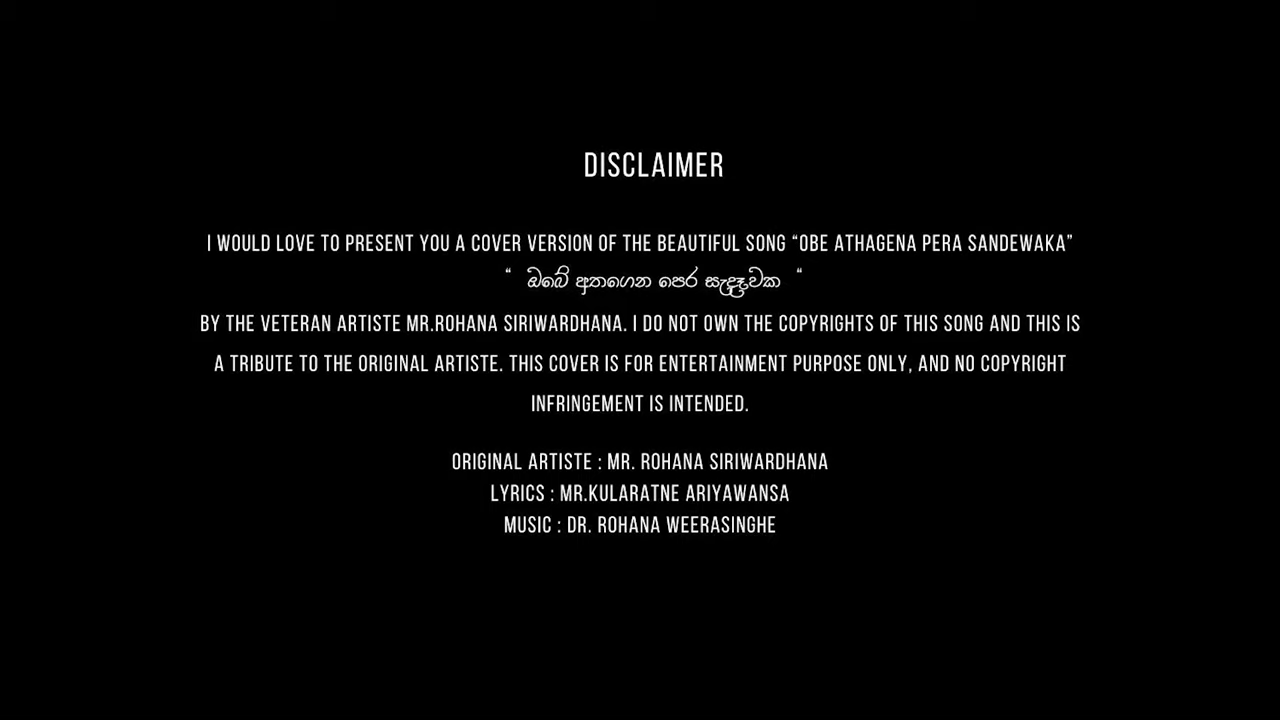 DISCLAIMER
I WOULD LOVE TO PRESENT YOU A COVER VERSION OF THE BEAUTIFUL SONG “OBE ATHAGENA PERA SANDEWAKA”
“ ඔබේ අතගෙන පෙර සැඳෑවක “
BY THE VETERAN ARTISTE MR.ROHANA SIRIWARDHANA. I DO NOT OWN THE COPYRIGHTS OF THIS SONG AND THIS IS
A TRIBUTE TO THE ORIGINAL ARTISTE. THIS COVER IS FOR ENTERTAINMENT PURPOSE ONLY, AND NO COPYRIGHT
INFRINGEMENT IS INTENDED.
ORIGINAL ARTISTE : MR. ROHANA SIRIWARDHANA
LYRICS : MR.KULARATNE ARIYAWANSA
MUSIC : DR. ROHANA WEERASINGHE